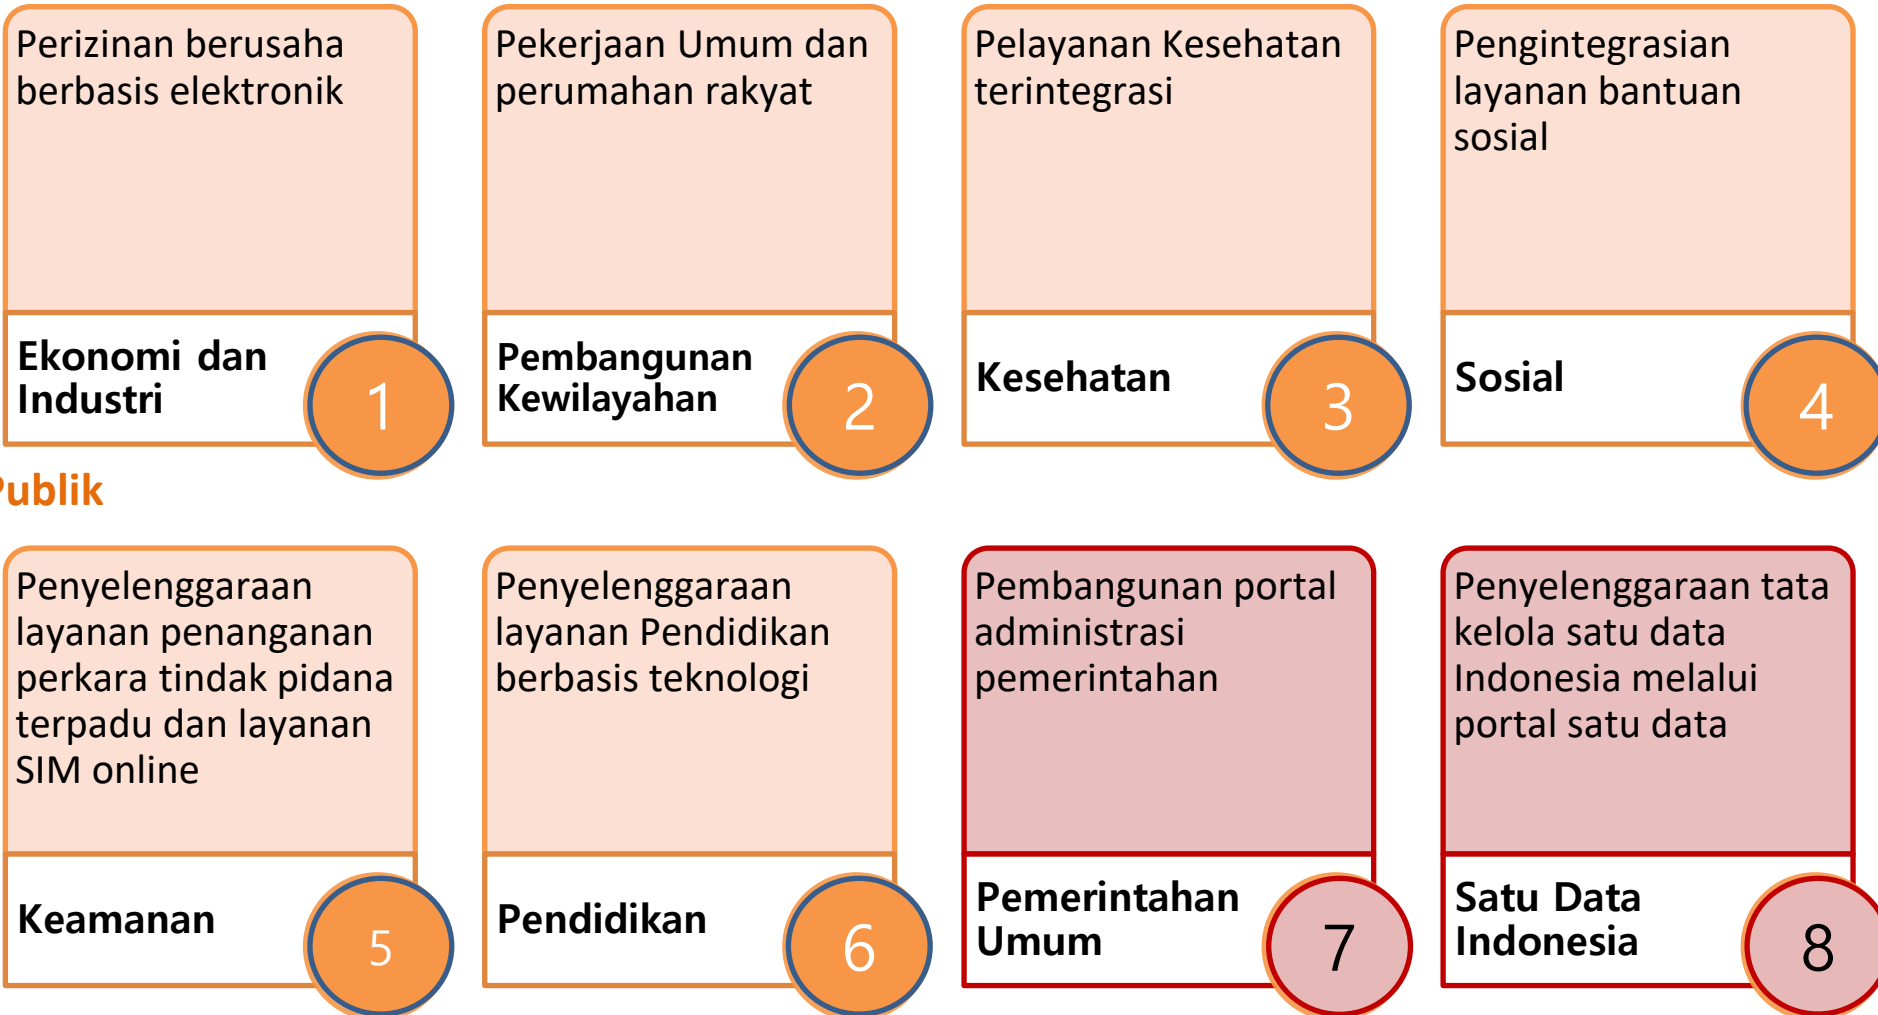 Perizinan berusaha
berbasis elektronik
Ekonomi dan
Industri
1
Pekerjaan Umum dan
perumahan rakyat
Pembangunan
Kewilayahan
2
Pelayanan Kesehatan
terintegrasi
Kesehatan
3
Pengintegrasian
layanan bantuan
sosial
Sosial
4
Publik
Penyelenggaraan
layanan penanganan
perkara tindak pidana
terpadu dan layanan
SIM online
Keamanan
5
Penyelenggaraan
layanan Pendidikan
berbasis teknologi
Pendidikan
6
Pembangunan portal
administrasi
pemerintahan
Pemerintahan
Umum
7
Penyelenggaraan tata
kelola satu data
Indonesia melalui
portal satu data
Satu Data
Indonesia
8